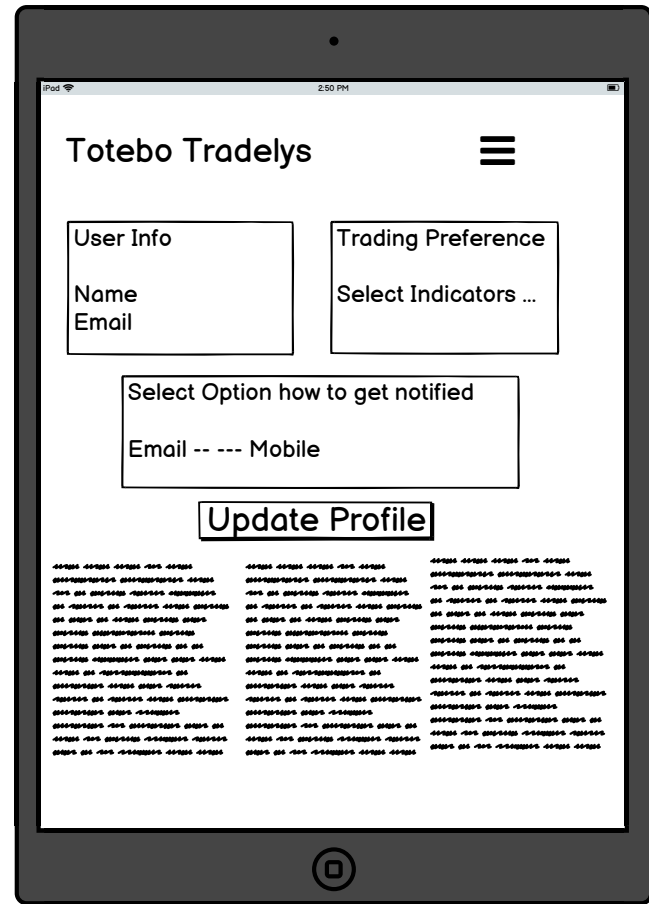 iPad
2:50 PM
Totebo Tradelys
User Info
Name
Email
Trading Preference
Select Indicators ...
Select Option how to get notified
Email -- --- Mobile
Update Profile